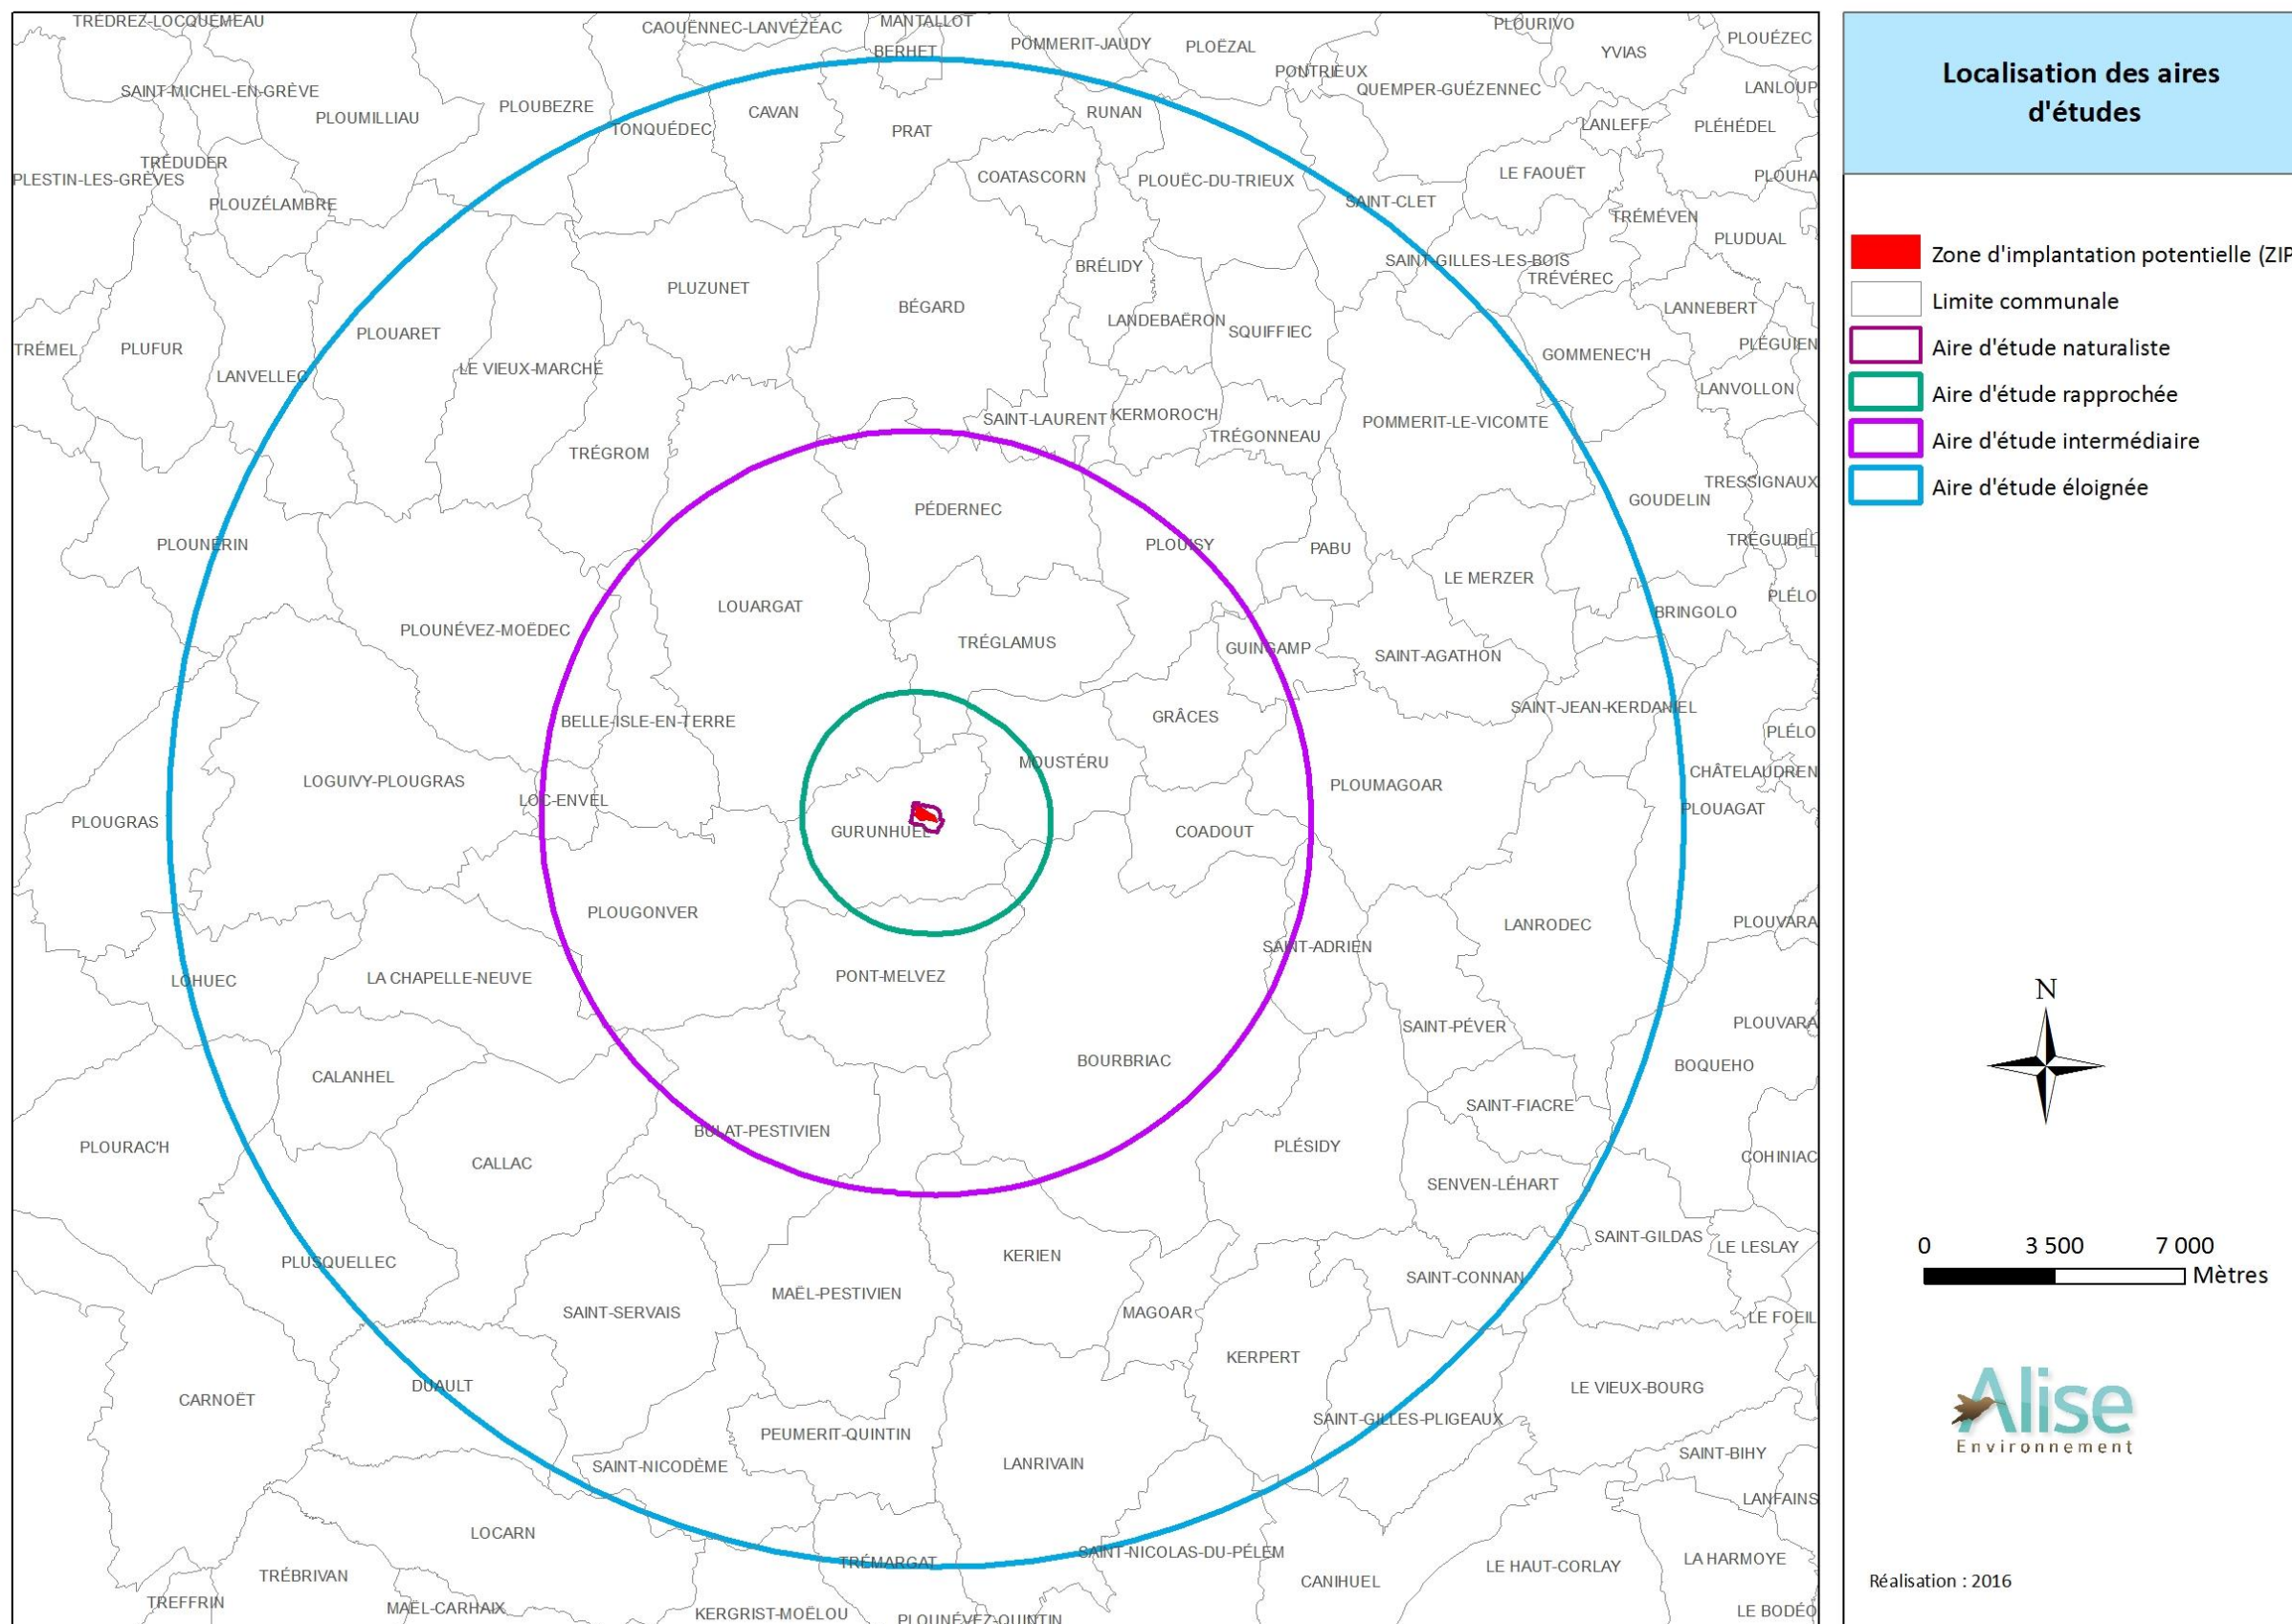 TRÉDREZ-LOCQUÉMEAU
CAOUËNNEC-LANVÉZÉAC
MANTALLOT
BERHET
POMMERIT-JAUDY
PLOËZAL
PLOURIVO
YVIAS
PLOUÉZEC
SAINT-MICHEL-EN-GRÈVE
PLOUMILLIAU
PLOUBEZRE
TONQUÉDEC
CAVAN
PRAT
RUNAN
PONTRIEUX
QUEMPER-GUÉZENNEC
LANLOUP
LANLEFF
PLÉHÉDEL
TRÉDUDER
PLESTIN-LES-GRÈVES
PLOUZÉLAMBRE
COATASCORN
PLOUËC-DU-TRIEUX
LE FAOUËT
PLOUHA
SAINT-CLET
TRÉMÉVEN
PLUDUAL
PLUZUNET
BÉGARD
BRÉLIDY
SAINT-GILLES-LES-BOIS
TRÉVÉREC
LANNEBERT
TRÉMEL
PLUFUR
LANVELLEC
PLOUARET
LE VIEUX-MARCHÉ
LANDEBAËRON
SQUIFFIEC
GOMMENEC'H
PLÉGUIEN
LANVOLLON
TRÉGROM
SAINT-LAURENT
KERMOROC'H
TRÉGONNEAU
POMMERIT-LE-VICOMTE
TRESSIGNAUX
GOUDELIN
PLOUNÉRIN
PÉDERNEC
PLOUISY
PABU
LE MERZER
TRÉGUIDEL
PLOUNÉVEZ-MOËDEC
LOUARGAT
TRÉGLAMUS
GUINGAMP
SAINT-AGATHON
BRINGOLO
PLÉLO
BELLE-ISLE-EN-TERRE
GRÂCES
SAINT-JEAN-KERDANIEL
PLÉLO
LOGUIVY-PLOUGRAS
LOC-ENVEL
MOUSTÉRU
PLOUMAGOAR
CHÂTELAUDREN
PLOUGRAS
GURUNHUEL
COADOUT
PLOUAGAT
PLOUGONVER
LANRODEC
PLOUVARA
LOHUEC
LA CHAPELLE-NEUVE
PONT-MELVEZ
SAINT-ADRIEN
SAINT-PÉVER
PLOUVARA
CALANHEL
BOURBRIAC
BOQUEHO
PLOURAC'H
CALLAC
BULAT-PESTIVIEN
SAINT-FIACRE
PLÉSIDY
COHINIAC
SENVEN-LÉHART
PLUSQUELLEC
KERIEN
SAINT-GILDAS
LE LESLAY
SAINT-SERVAIS
MAËL-PESTIVIEN
MAGOAR
SAINT-CONNAN
LE FOEIL
KERPERT
CARNOËT
DUAULT
LE VIEUX-BOURG
SAINT-NICODÈME
PEUMERIT-QUINTIN
LANRIVAIN
SAINT-GILLES-PLIGEAUX
SAINT-BIHY
LANFAINS
LOCARN
TRÉMARGAT
SAINT-NICOLAS-DU-PÉLEM
CANIHUEL
LE HAUT-CORLAY
LA HARMOYE
TRÉBRIVAN
TREFFRIN
MAËL-CARHAIX
KERGRIST-MOËLOU
PLOUNÉVEZ-QUINTIN
LE BODÉO
Localisation des aires
d'études
Zone d'implantation potentielle (ZIP
Limite communale
Aire d'étude naturaliste
Aire d'étude rapprochée
Aire d'étude intermédiaire
Aire d'étude éloignée
N
0 3 500 7 000
Mètres
Alise
Environnement
Réalisation : 2016